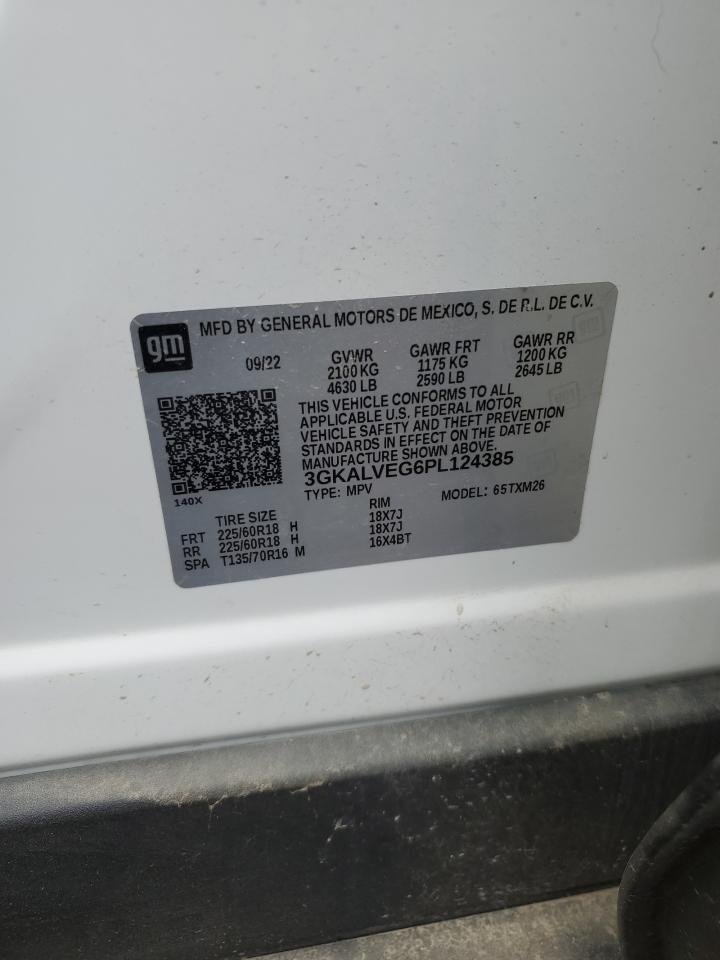 gm
MFD BY GENERAL MOTORS DE MEXICO, S. DE R.L. DE C.V.
09/22 GVWR GAWR FRT GAWR RR
2100 KG 1175 KG 1200 KG
4630 LB 2590 LB 2645 LB
THIS VEHICLE CONFORMS TO ALL
APPLICABLE U.S. FEDERAL MOTOR
VEHICLE SAFETY AND THEFT PREVENTION
STANDARDS IN EFFECT ON THE DATE OF
MANUFACTURE SHOWN ABOVE.
3GKALVEG6PL124385
140X
TYPE: MPV MODEL: 65TXM26
TIRE SIZE RIM
FRT 225/60R18 H 18X7J
RR 225/60R18 H 18X7J
SPA T135/70R16 M 16X4BT